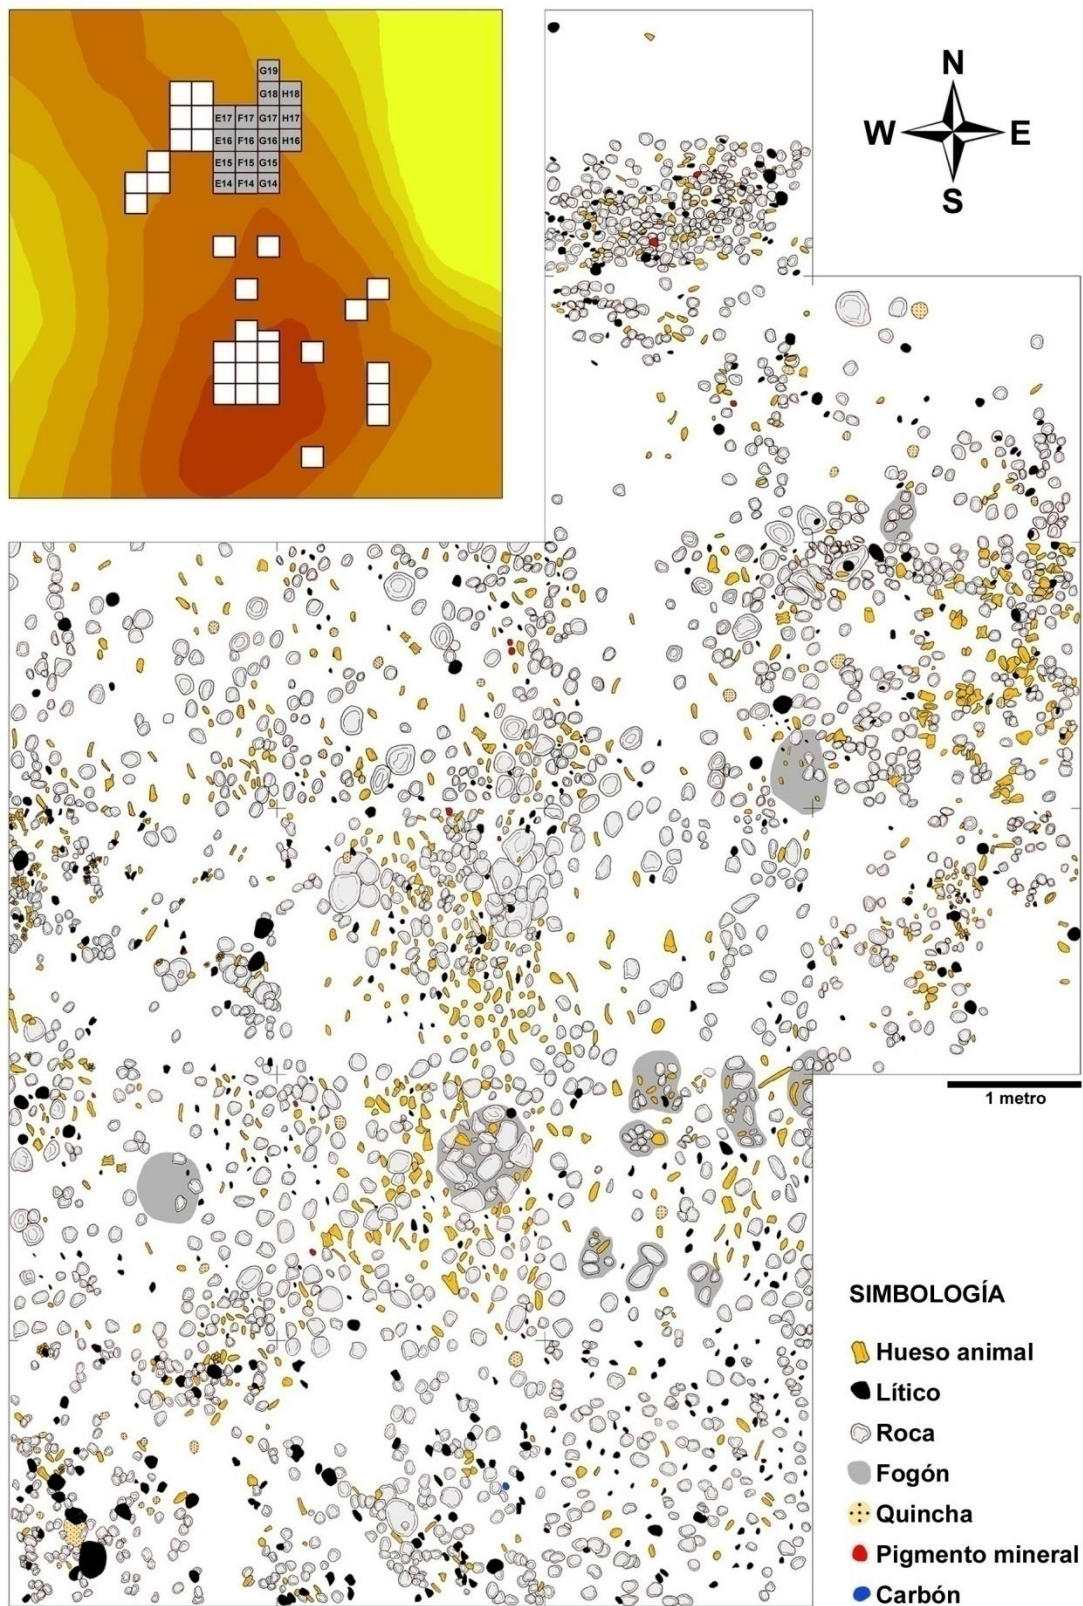 G19
G18 H18
E17 F17 G17 H17
E16 F16 G16 H16
E15 F15 G15
E14 F14 G14
N
W E
S
1 metro
SIMBOLOGÍA
Hueso animal
Lítico
Roca
Fogón
Quincha
Pigmento mineral
Carbón